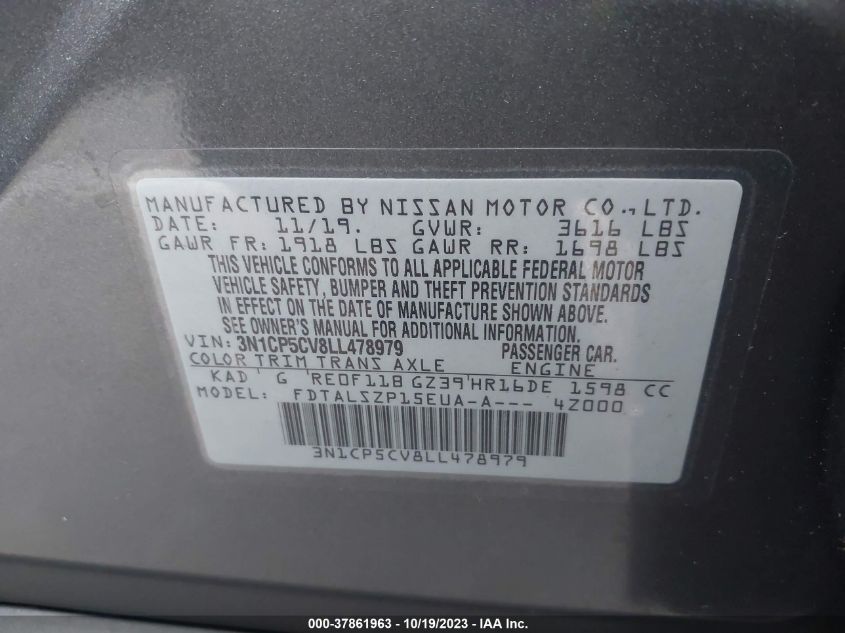 MANUFACTURED BY NISSAN MOTOR CO., LTD.
DATE: 11/19. GVWR: 3616 LBS
GAWR FR: 1918 LBS GAWR RR: 1698 LBS
THIS VEHICLE CONFORMS TO ALL APPLICABLE FEDERAL MOTOR
VEHICLE SAFETY, BUMPER AND THEFT PREVENTION STANDARDS
IN EFFECT ON THE DATE OF MANUFACTURE SHOWN ABOVE.
SEE OWNER'S MANUAL FOR ADDITIONAL INFORMATION.
VIN: 3N1CP5CV8LL478979 PASSENGER CAR.
COLOR TRIM TRANS AXLE ENGINE
KAD G RE0F11B GZ39 HR16DE 1598 CC
MODEL: FDTALSZP15EUA-A--- 4Z000
3N1CP5CV8LL478979
000-37861963 - 10/19/2023 - IAA Inc.